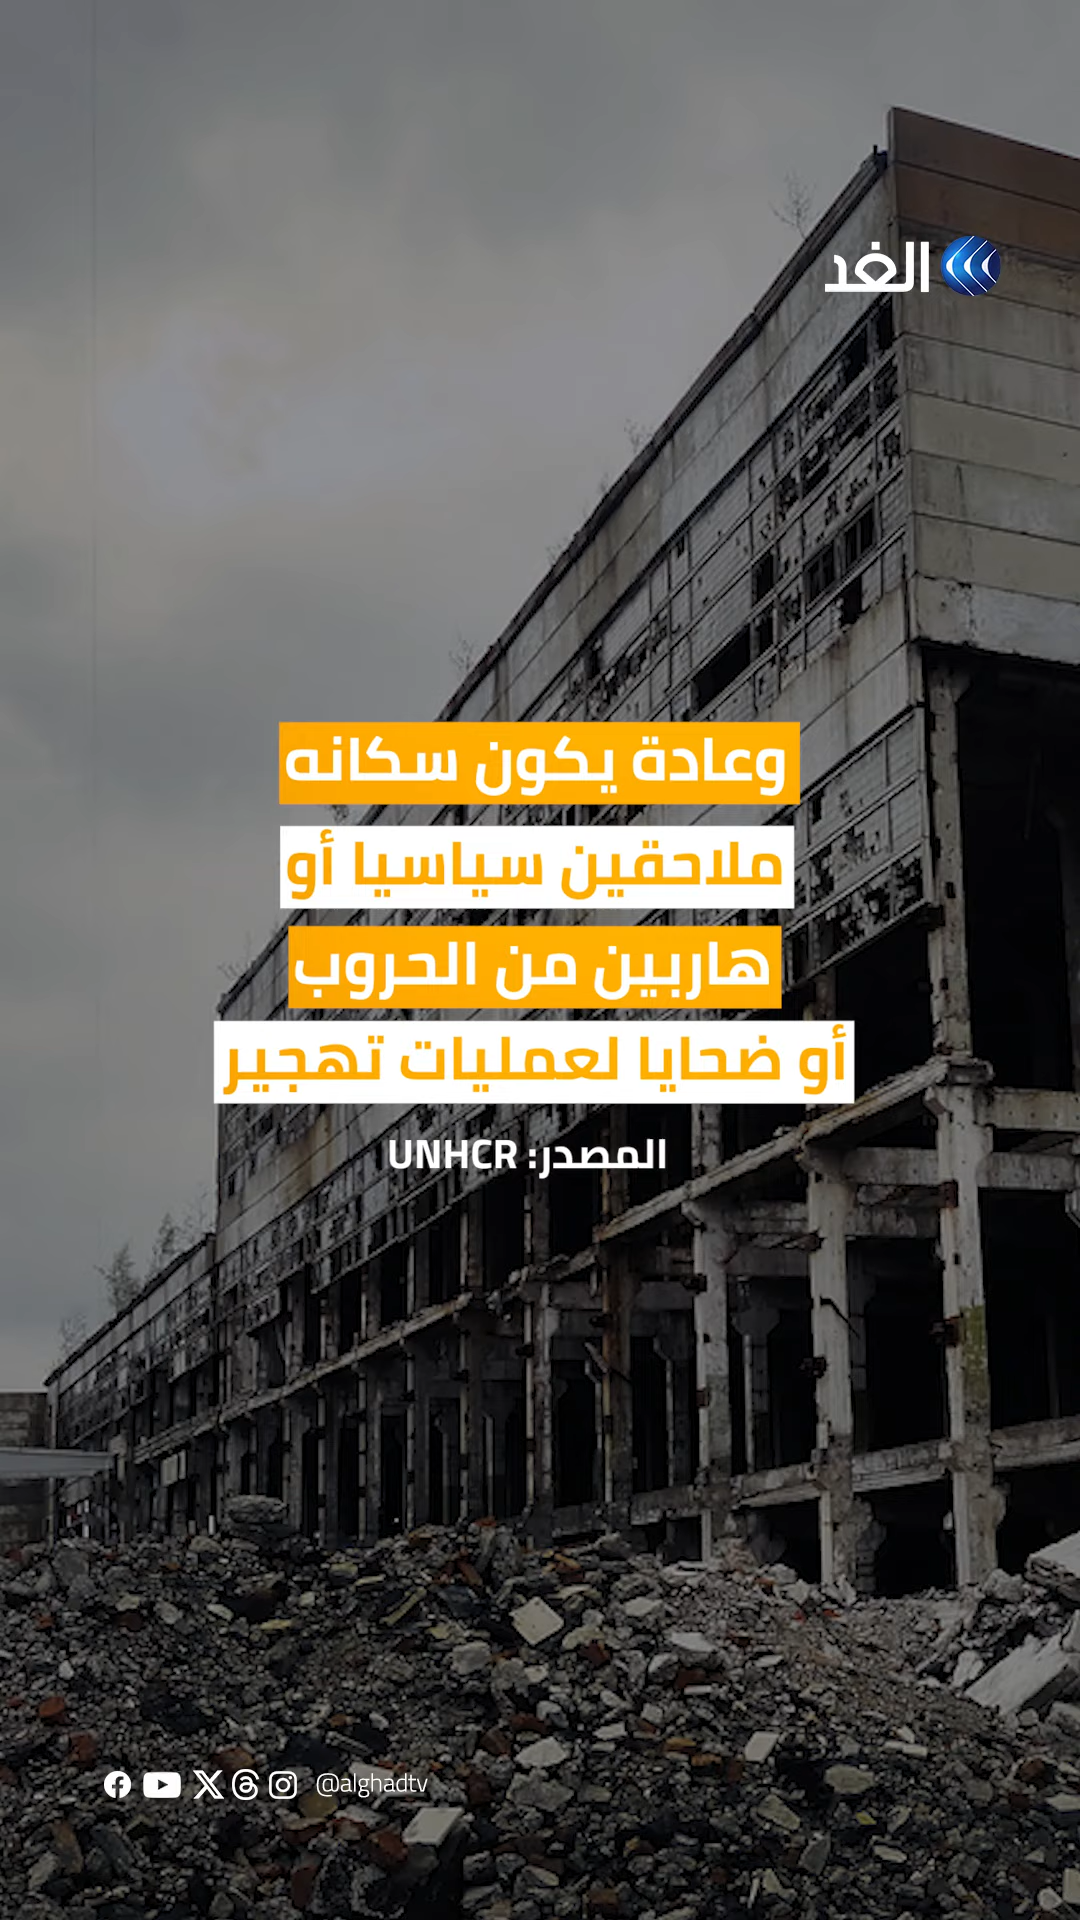 الغد
وعادة يكون سكانه
ملاحقين سياسيا أو
هاربين من الحروب
أو ضحايا لعمليات تهجير
المصدر: UNHCR
@alghadtv